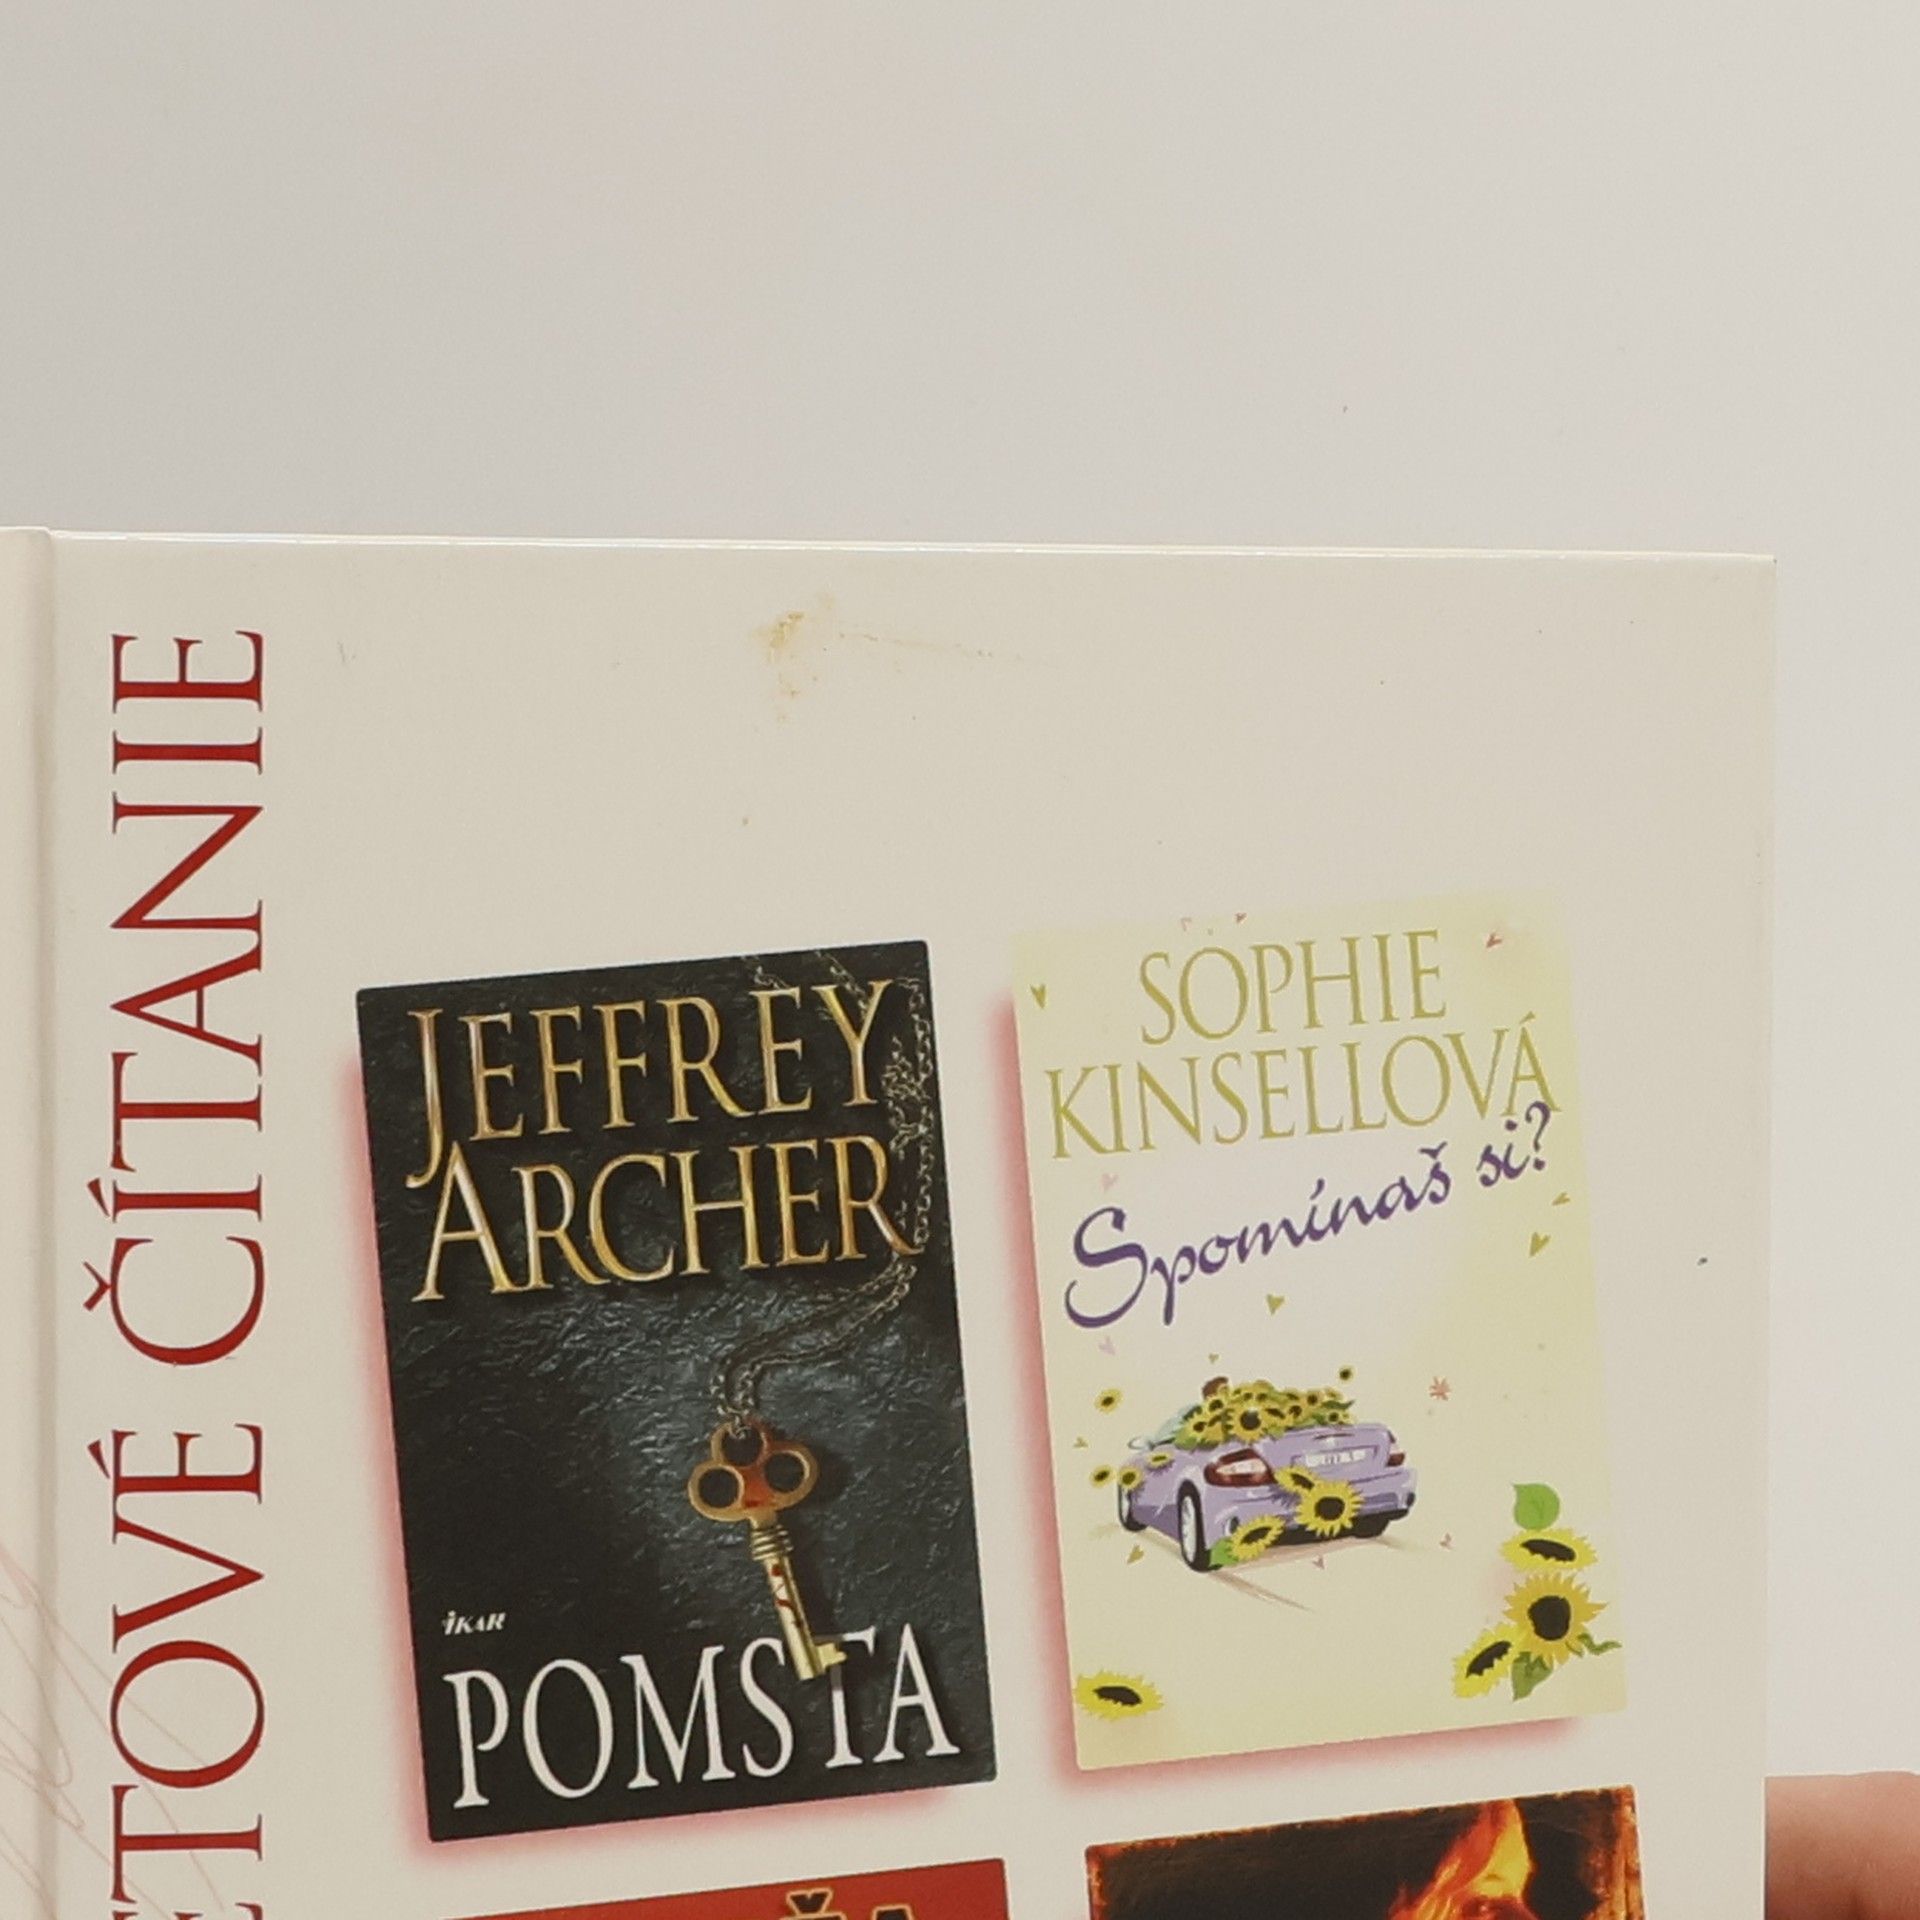 ETOVÉ ČÍTANIE
JEFFREY
ARCHER
IKAR
POMSTA
SOPHIE
KINSELLOVÁ
Spomínaš si?